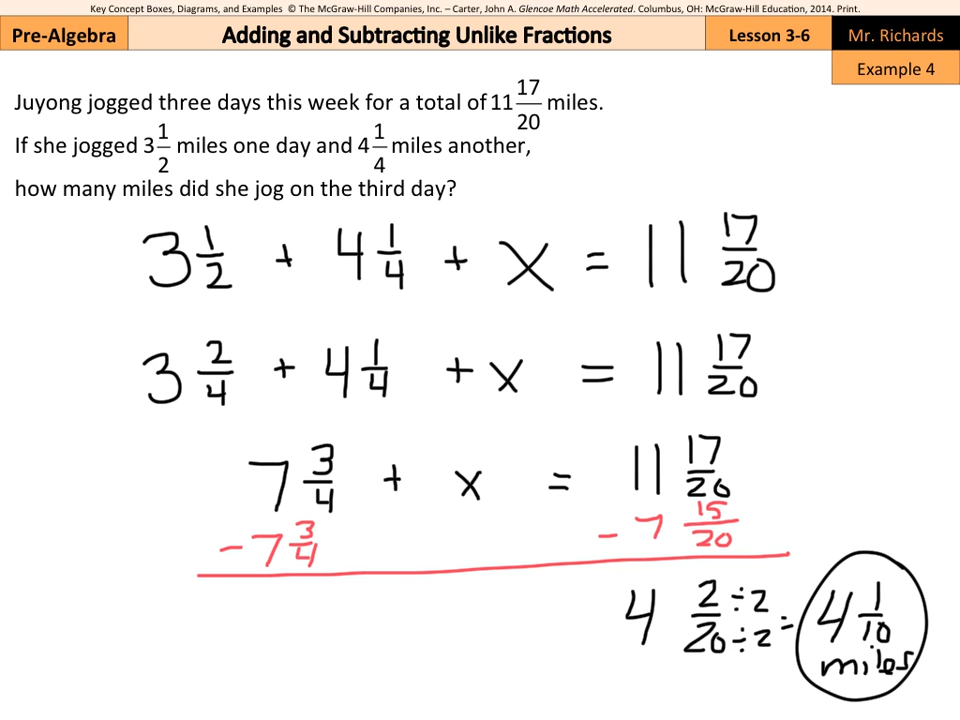 Key Concept Boxes, Diagrams, and Examples © The McGraw-Hill Companies, Inc. – Carter, John A. Glencoe Math Accelerated. Columbus, OH: McGraw-Hill Education, 2014. Print.
Pre-Algebra Adding and Subtracting Unlike Fractions Lesson 3-6 Mr. Richards
Example 4
Juyong jogged three days this week for a total of 11 17/20 miles.
If she jogged 3 1/2 miles one day and 4 1/4 miles another,
how many miles did she jog on the third day?
3 1/2 + 4 1/4 + x = 11 17/20
3 2/4 + 4 1/4 + x = 11 17/20
7 3/4 + x = 11 17/20
- 7 3/4 - 7 15/20
4 2/20 ÷2/÷2 = 4 1/10
miles